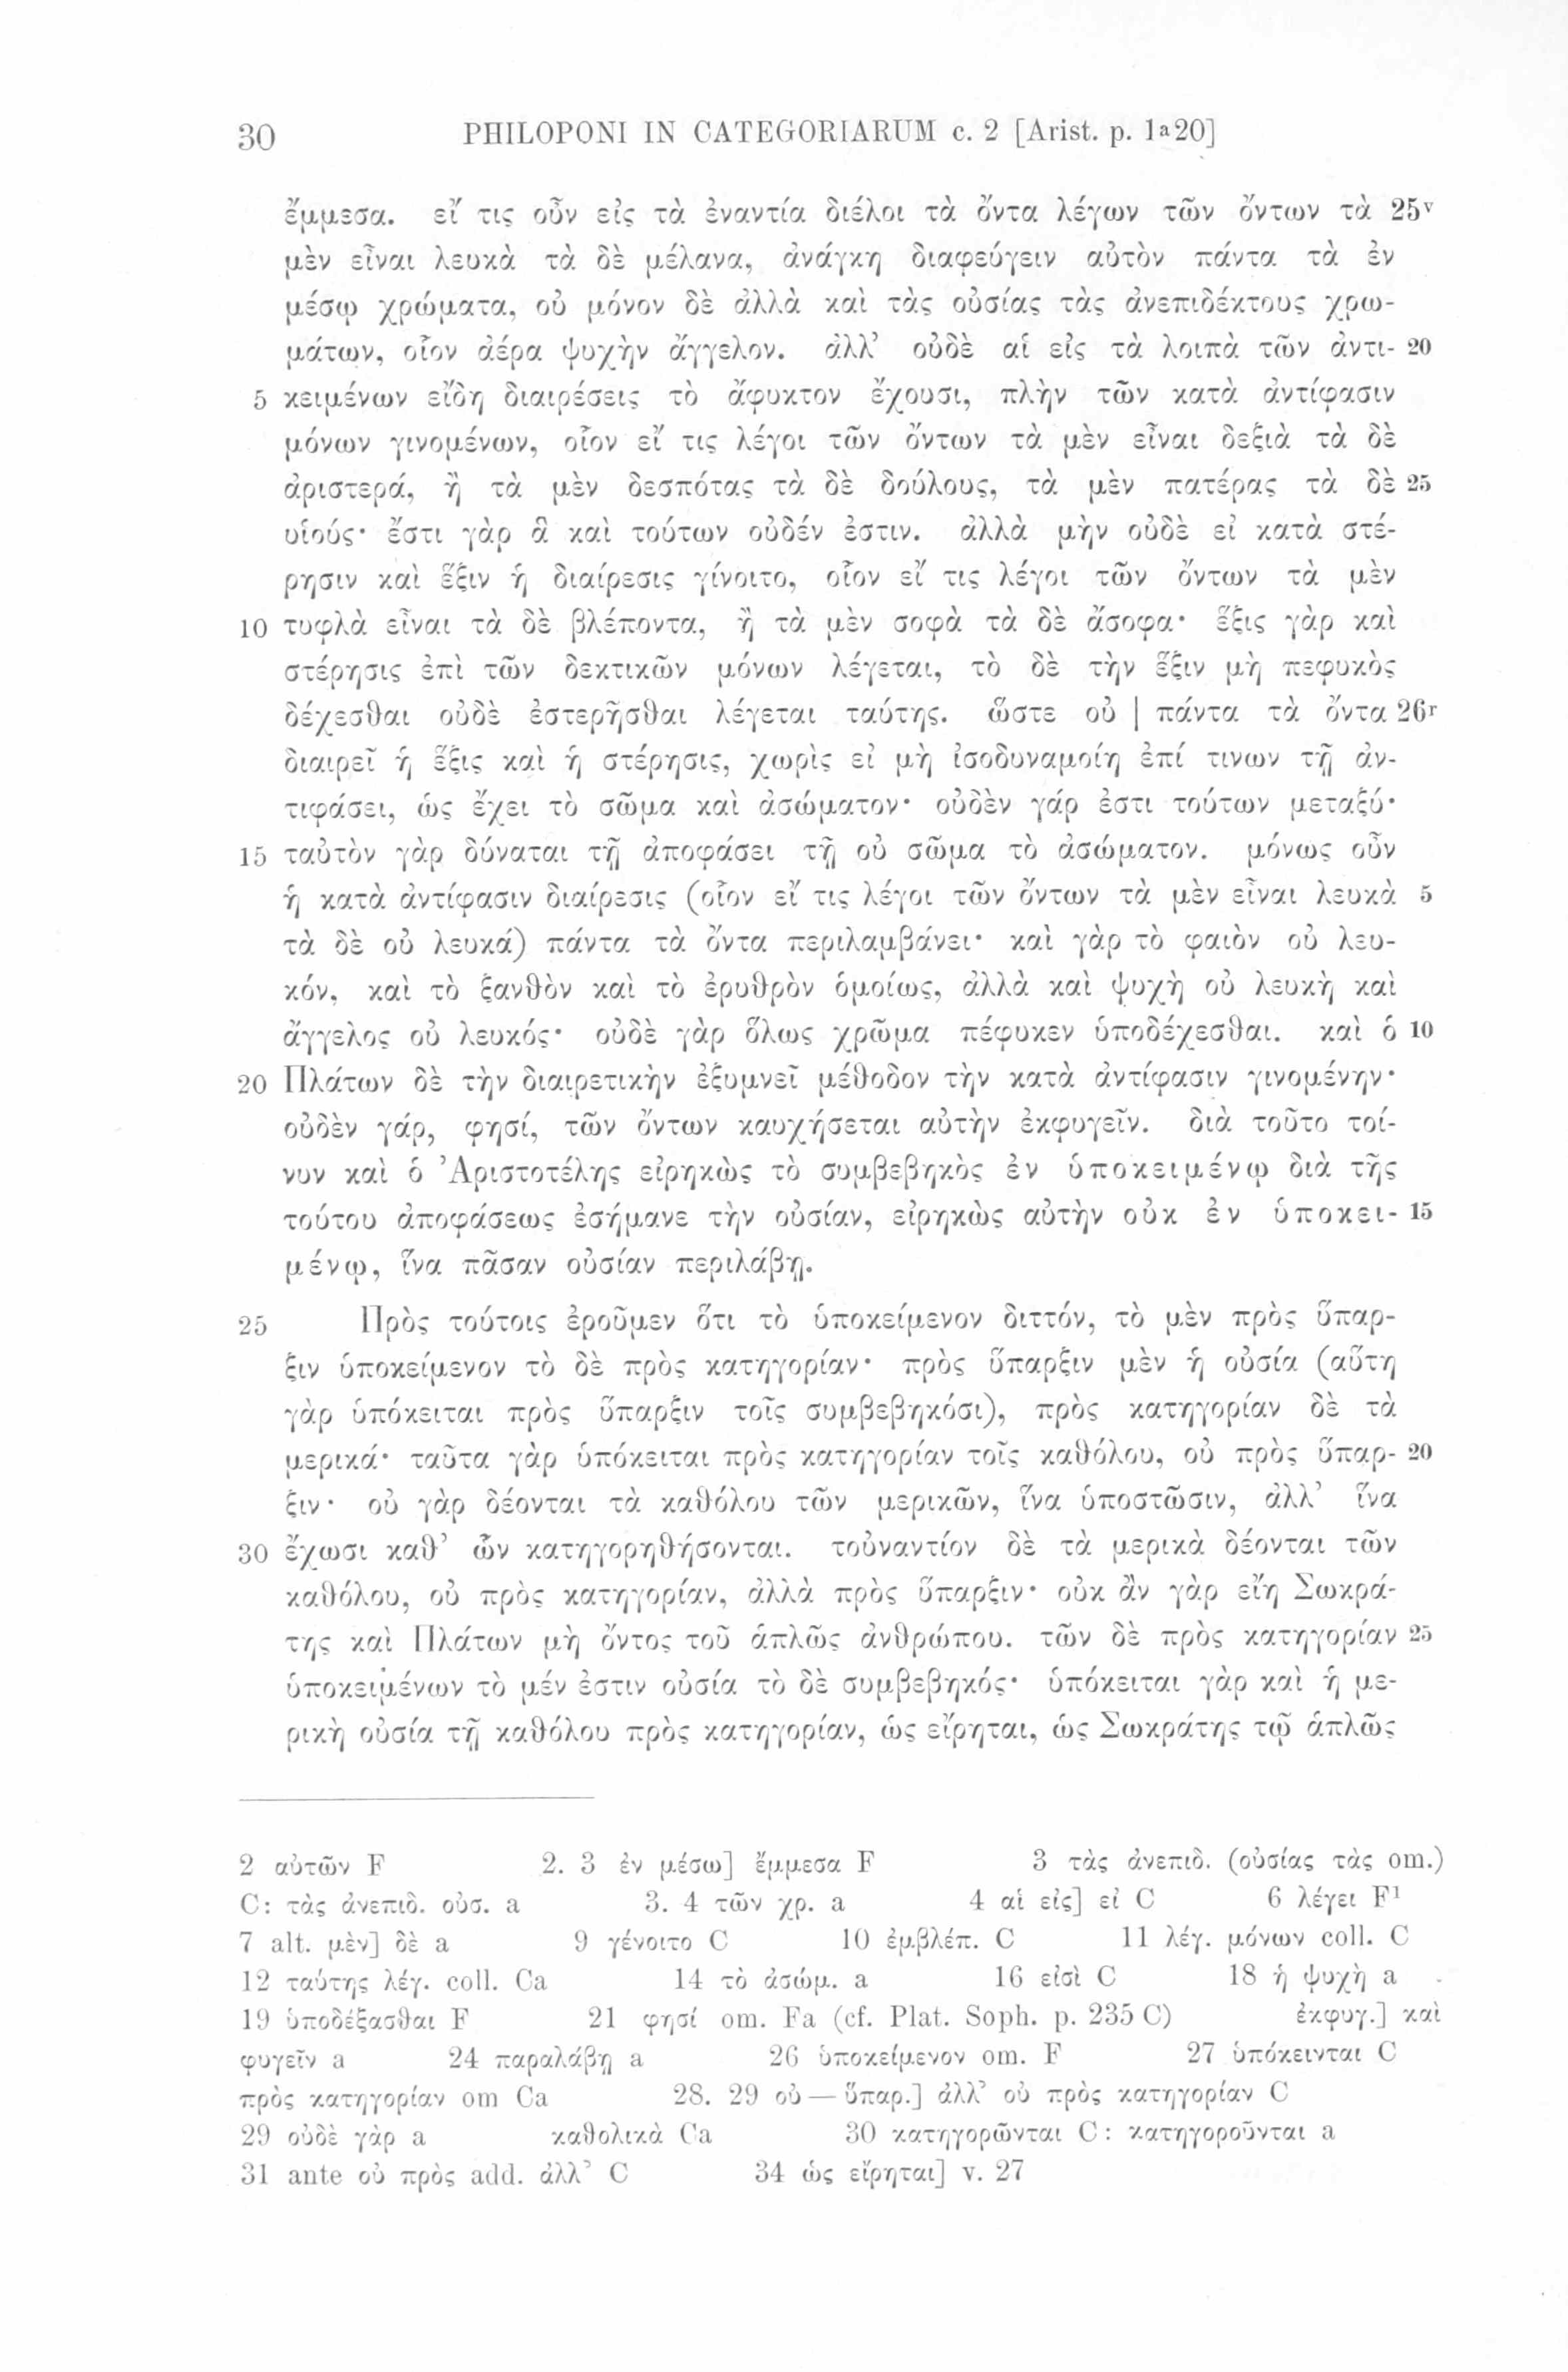 30 PHILOPONI IN CATEGORIARUM c. 2 [Arist. p. 1a20]
ἔμμεσα. εἴ τις οὖν εἰς τὰ ἐναντία διέλοι τὰ ὄντα λέγων τῶν ὄντων τὰ 25v
μὲν εἶναι λευκὰ τὰ δὲ μέλανα, ἀνάγκη διαφεύγειν αὐτὸν πάντα τὰ ἐν
μέσῳ χρώματα, οὐ μόνον δὲ ἀλλὰ καὶ τὰς οὐσίας τὰς ἀνεπιδέκτους χρω-
μάτων, οἷον ἀέρα ψυχὴν ἄγγελον. ἀλλ’ οὐδὲ αἱ εἰς τὰ λοιπὰ τῶν ἀντι- 20
5 κειμένων εἴδη διαιρέσεις τὸ ἄφυκτον ἔχουσι, πλὴν τῶν κατὰ ἀντίφασιν
μόνων γινομένων, οἷον εἴ τις λέγοι τῶν ὄντων τὰ μὲν εἶναι δεξιὰ τὰ δὲ
ἀριστερά, ἢ τὰ μὲν δεσπότας τὰ δὲ δούλους, τὰ μὲν πατέρας τὰ δὲ 25
υἱούς· ἔστι γὰρ ἃ καὶ τούτων οὐδέν ἐστιν. ἀλλὰ μὴν οὐδὲ εἰ κατὰ στέ-
ρησιν καὶ ἕξιν ἡ διαίρεσις γίνοιτο, οἷον εἴ τις λέγοι τῶν ὄντων τὰ μὲν
10 τυφλὰ εἶναι τὰ δὲ βλέποντα, ἢ τὰ μὲν σοφὰ τὰ δὲ ἄσοφα· ἕξις γὰρ καὶ
στέρησις ἐπὶ τῶν δεκτικῶν μόνων λέγεται, τὸ δὲ τὴν ἕξιν μὴ πεφυκὸς
δέχεσθαι οὐδὲ ἐστερῆσθαι λέγεται ταύτης. ὥστε οὐ | πάντα τὰ ὄντα 26r
διαιρεῖ ἡ ἕξις καὶ ἡ στέρησις, χωρὶς εἰ μὴ ἰσοδυναμοίη ἐπί τινων τῇ ἀν-
τιφάσει, ὡς ἔχει τὸ σῶμα καὶ ἀσώματον· οὐδὲν γάρ ἐστι τούτων μεταξύ·
15 ταὐτὸν γὰρ δύναται τῇ ἀποφάσει τῇ οὐ σῶμα τὸ ἀσώματον. μόνως οὖν
ἡ κατὰ ἀντίφασιν διαίρεσις (οἷον εἴ τις λέγοι τῶν ὄντων τὰ μὲν εἶναι λευκὰ 5
τὰ δὲ οὐ λευκά) πάντα τὰ ὄντα περιλαμβάνει· καὶ γὰρ τὸ φαιὸν οὐ λευ-
κόν, καὶ τὸ ξανθὸν καὶ τὸ ἐρυθρὸν ὁμοίως, ἀλλὰ καὶ ψυχὴ οὐ λευκὴ καὶ
ἄγγελος οὐ λευκός· οὐδὲ γὰρ ὅλως χρῶμα πέφυκεν ὑποδέχεσθαι. καὶ ὁ 10
20 Πλάτων δὲ τὴν διαιρετικὴν ἐξυμνεῖ μέθοδον τὴν κατὰ ἀντίφασιν γινομένην·
οὐδὲν γάρ, φησί, τῶν ὄντων καυχήσεται αὐτὴν ἐκφυγεῖν. διὰ τοῦτο τοί-
νυν καὶ ὁ Ἀριστοτέλης εἰρηκὼς τὸ συμβεβηκὸς ἐν ὑποκειμένῳ διὰ τῆς
τούτου ἀποφάσεως ἐσήμανε τὴν οὐσίαν, εἰρηκὼς αὐτὴν οὐκ ἐν ὑποκει- 15
μένῳ, ἵνα πᾶσαν οὐσίαν περιλάβῃ.
25 Πρὸς τούτοις ἐροῦμεν ὅτι τὸ ὑποκείμενον διττόν, τὸ μὲν πρὸς ὕπαρ-
ξιν ὑποκείμενον τὸ δὲ πρὸς κατηγορίαν· πρὸς ὕπαρξιν μὲν ἡ οὐσία (αὕτη
γὰρ ὑπόκειται πρὸς ὕπαρξιν τοῖς συμβεβηκόσι), πρὸς κατηγορίαν δὲ τὰ
μερικά· ταῦτα γὰρ ὑπόκειται πρὸς κατηγορίαν τοῖς καθόλου, οὐ πρὸς ὕπαρ- 20
ξιν· οὐ γὰρ δέονται τὰ καθόλου τῶν μερικῶν, ἵνα ὑποστῶσιν, ἀλλ’ ἵνα
30 ἔχωσι καθ’ ὧν κατηγορηθήσονται. τοὐναντίον δὲ τὰ μερικὰ δέονται τῶν
καθόλου, οὐ πρὸς κατηγορίαν, ἀλλὰ πρὸς ὕπαρξιν· οὐκ ἂν γὰρ εἴη Σωκρά-
της καὶ Πλάτων μὴ ὄντος τοῦ ἁπλῶς ἀνθρώπου. τῶν δὲ πρὸς κατηγορίαν 25
ὑποκειμένων τὸ μέν ἐστιν οὐσία τὸ δὲ συμβεβηκός· ὑπόκειται γὰρ καὶ ἡ με-
ρικὴ οὐσία τῇ καθόλου πρὸς κατηγορίαν, ὡς εἴρηται, ὡς Σωκράτης τῷ ἁπλῶς
2 αὐτῶν F 2. 3 ἐν μέσω] ἔμμεσα F 3 τὰς ἀνεπιδ. (οὐσίας τὰς om.)
C: τὰς ἀνεπιδ. οὐσ. a 3. 4 τῶν χρ. a 4 αἱ εἰς] εἰ C 6 λέγει F1
7 alt. μὲν] δὲ a 9 γένοιτο C 10 ἐμβλέπ. C 11 λέγ. μόνων coll. C
12 ταύτης λέγ. coll. Ca 14 τὸ ἀσώμ. a 16 εἰσὶ C 18 ἡ ψυχὴ a
19 ὑποδέξασθαι F 21 φησί om. Fa (cf. Plat. Soph. p. 235 C) ἐκφυγ.] καὶ
φυγεῖν a 24 παραλάβῃ a 26 ὑποκείμενον om. F 27 ὑπόκεινται C
πρὸς κατηγορίαν om Ca 28. 29 οὐ — ὕπαρ.] ἀλλ’ οὐ πρὸς κατηγορίαν C
29 οὐδὲ γὰρ a καθολικὰ Ca 30 κατηγορῶνται C: κατηγοροῦνται a
31 ante οὐ πρὸς add. ἀλλ’ C 34 ὡς εἴρηται] v. 27